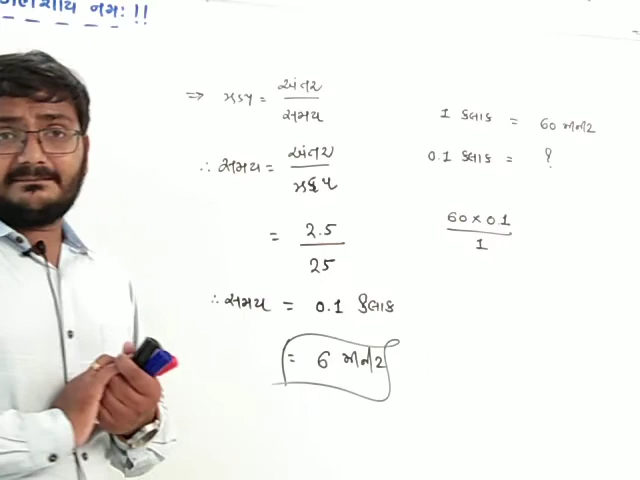 નમઃ !!
⇒ ઝડપ = અંતર / સમય
∴ સમય = અંતર / ઝડપ
= 2.5 / 25
∴ સમય = 0.1 કલાક
= 6 મીનીટ
1 કલાક = 60 મીનીટ
0.1 કલાક = ?
60 × 0.1 / 1